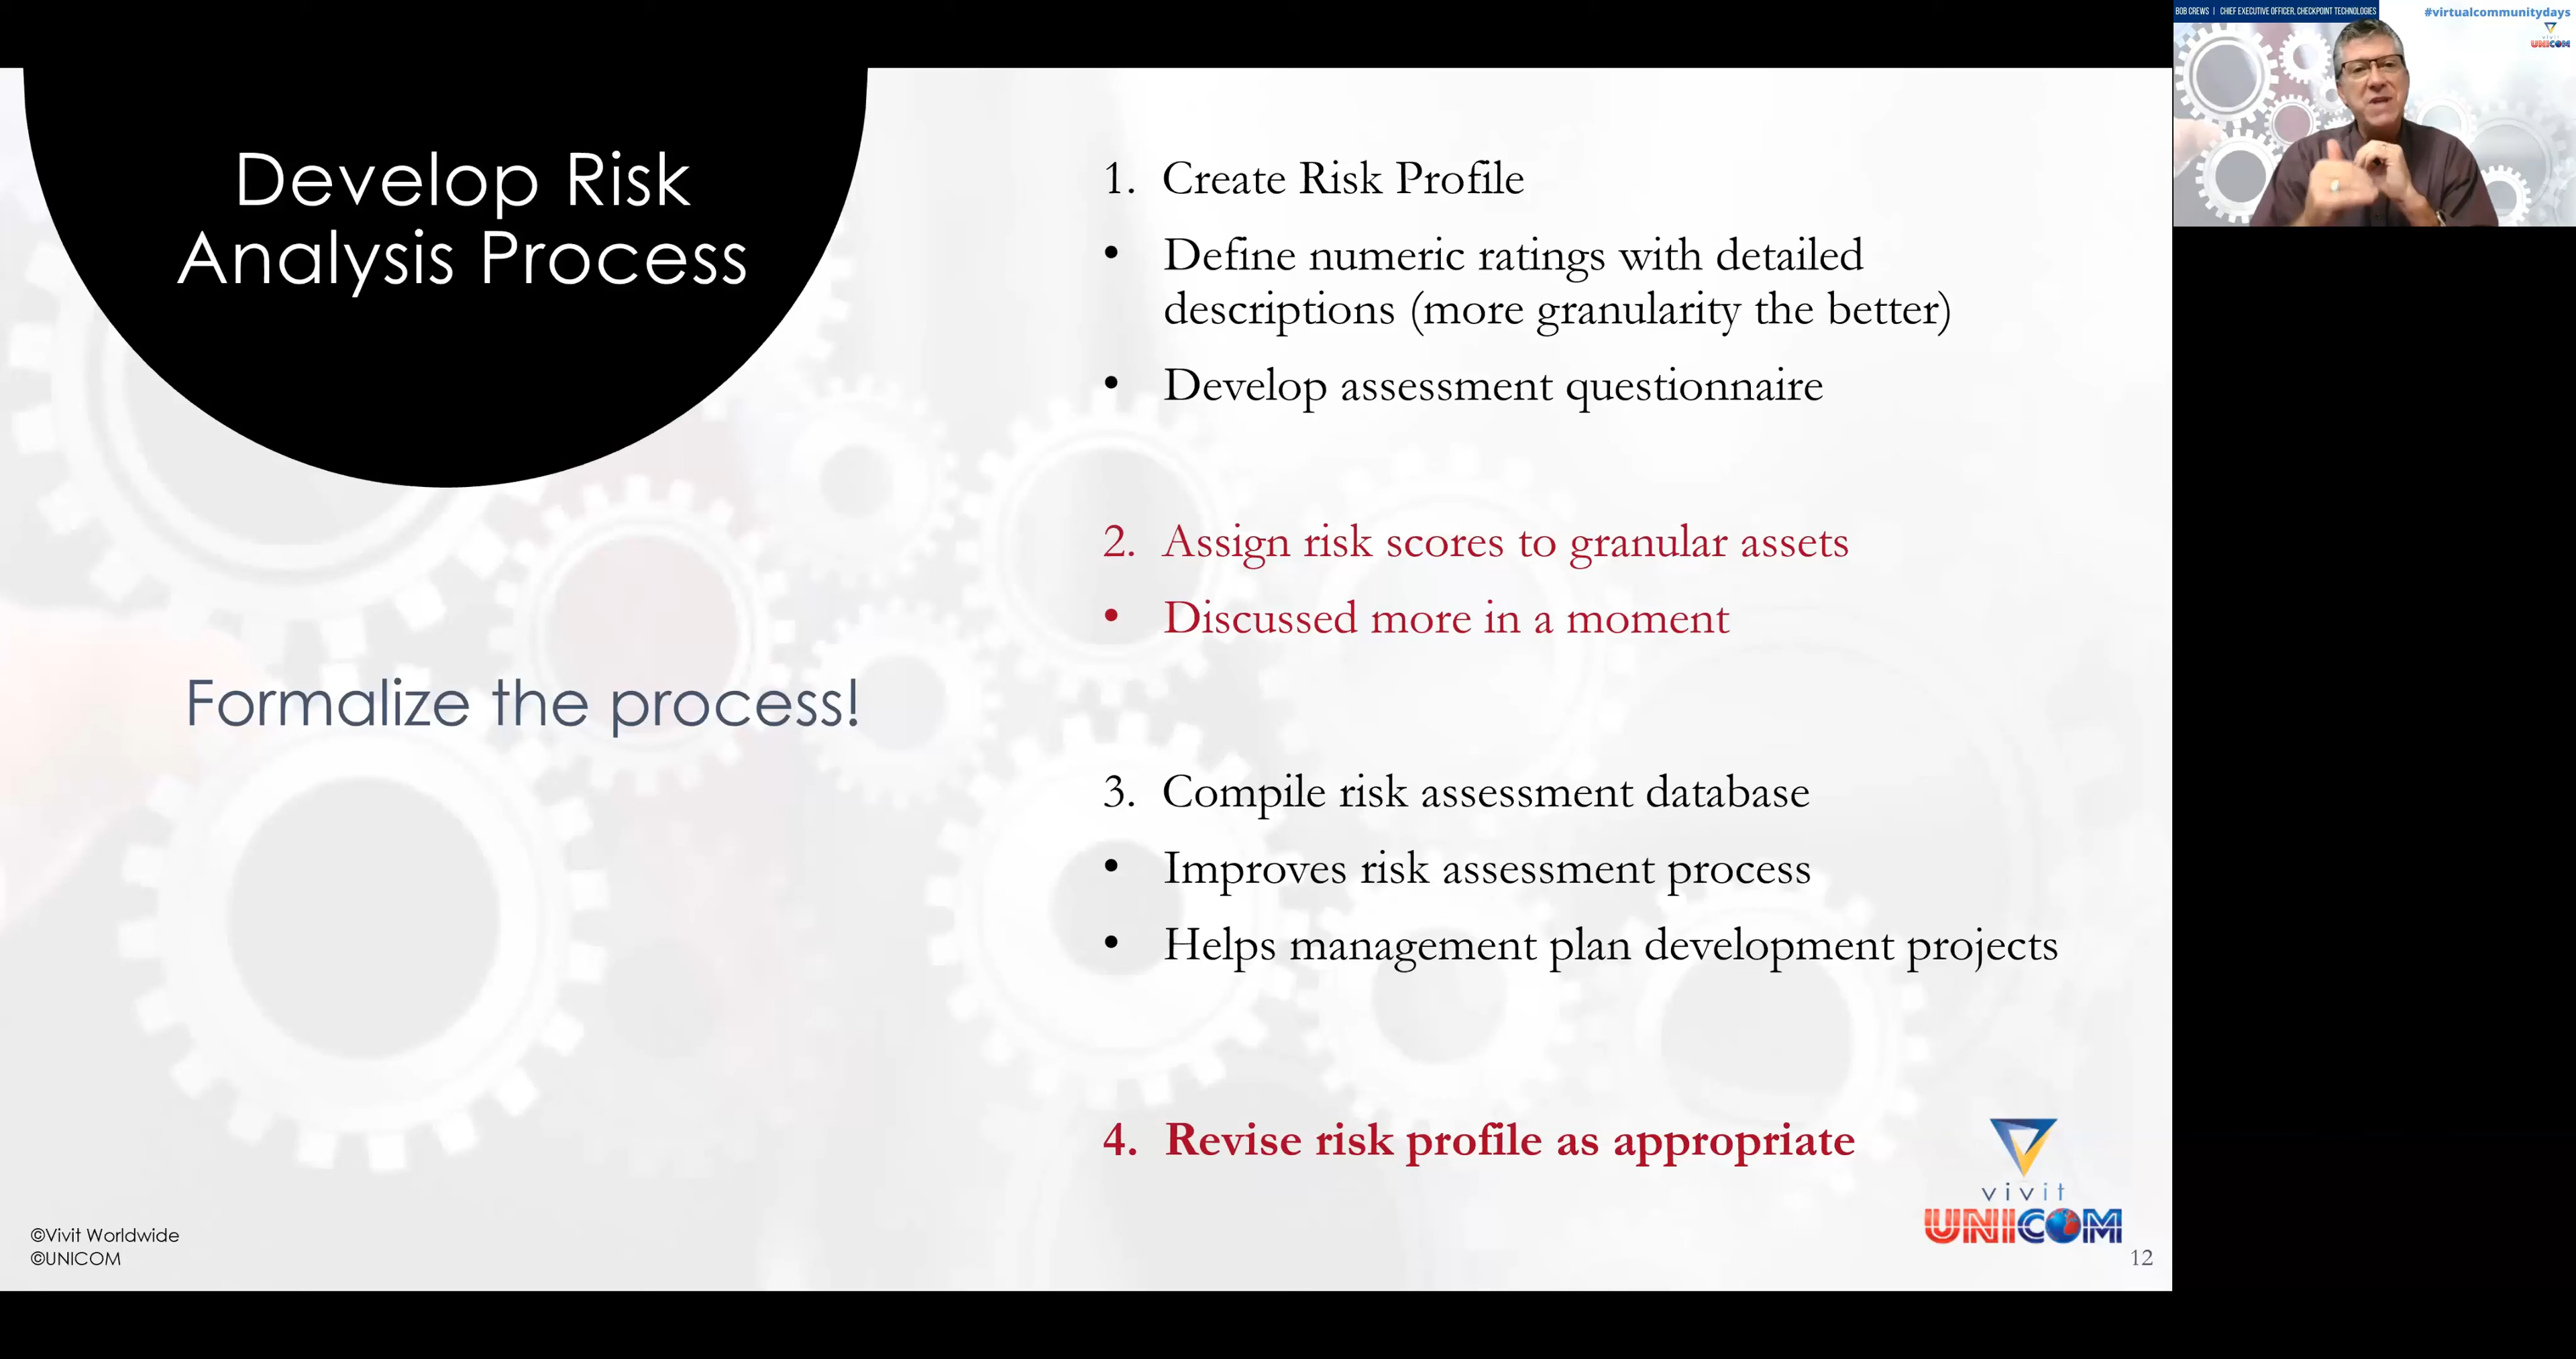 Develop Risk
Analysis Process
Formalize the process!
1. Create Risk Profile
• Define numeric ratings with detailed
descriptions (more granularity the better)
• Develop assessment questionnaire
2. Assign risk scores to granular assets
• Discussed more in a moment
3. Compile risk assessment database
• Improves risk assessment process
• Helps management plan development projects
4. Revise risk profile as appropriate
vivit
UNICOM
12
©Vivit Worldwide
©UNICOM
BOB CREWS | CHIEF EXECUTIVE OFFICER, CHECKPOINT TECHNOLOGIES
#virtualcommunitydays
vivit
UNICOM